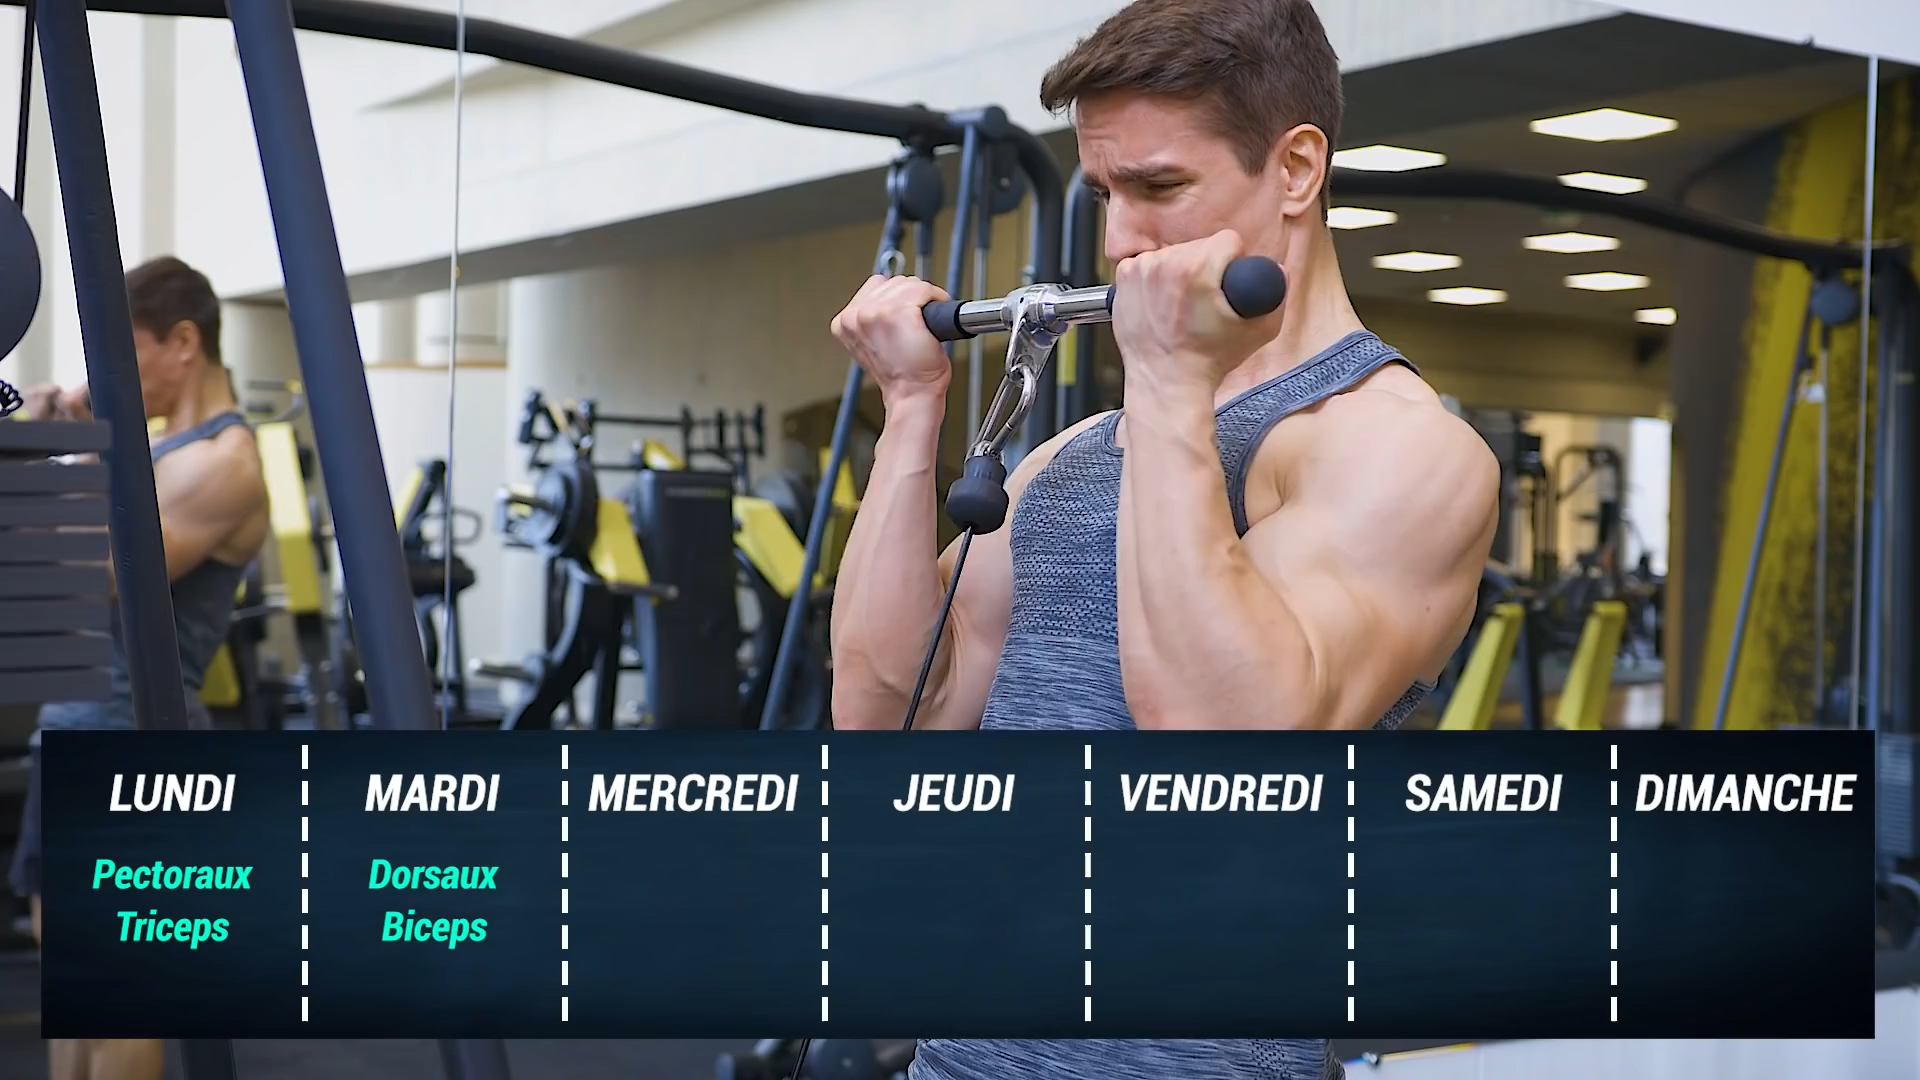 LUNDI MARDI MERCREDI JEUDI VENDREDI SAMEDI DIMANCHE
Pectoraux Dorsaux
Triceps Biceps